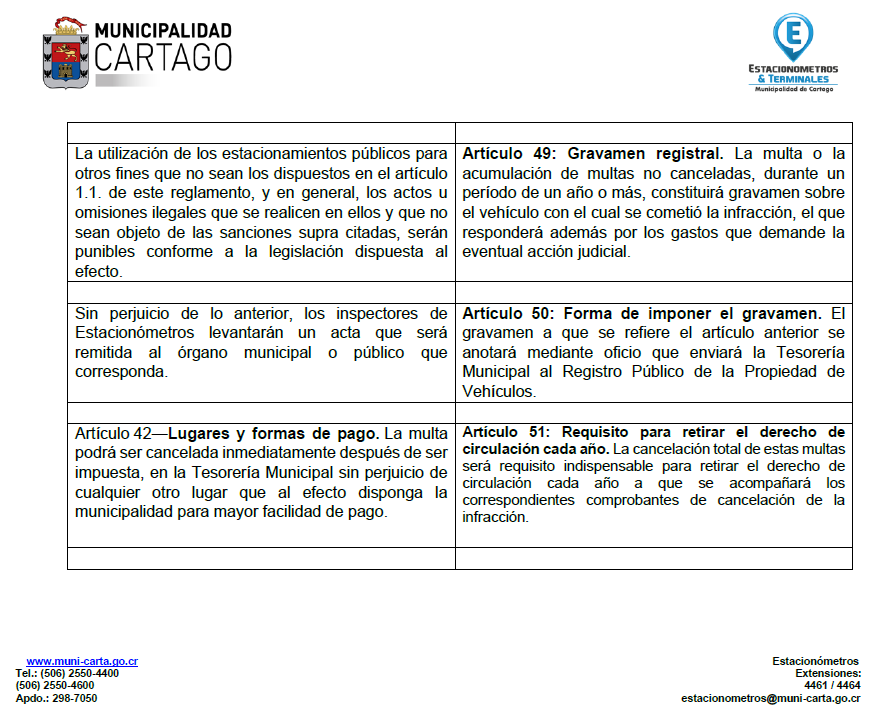 MUNICIPALIDAD
CARTAGO
E
ESTACIONOMETROS
& TERMINALES
Municipalidad de Cartago
La utilización de los estacionamientos públicos para
otros fines que no sean los dispuestos en el artículo
1.1. de este reglamento, y en general, los actos u
omisiones ilegales que se realicen en ellos y que no
sean objeto de las sanciones supra citadas, serán
punibles conforme a la legislación dispuesta al
efecto.
Artículo 49: Gravamen registral. La multa o la
acumulación de multas no canceladas, durante un
período de un año o más, constituirá gravamen sobre
el vehículo con el cual se cometió la infracción, el que
responderá además por los gastos que demande la
eventual acción judicial.
Sin perjuicio de lo anterior, los inspectores de
Estacionómetros levantarán un acta que será
remitida al órgano municipal o público que
corresponda.
Artículo 50: Forma de imponer el gravamen. El
gravamen a que se refiere el artículo anterior se
anotará mediante oficio que enviará la Tesorería
Municipal al Registro Público de la Propiedad de
Vehículos.
Artículo 42—Lugares y formas de pago. La multa
podrá ser cancelada inmediatamente después de ser
impuesta, en la Tesorería Municipal sin perjuicio de
cualquier otro lugar que al efecto disponga la
municipalidad para mayor facilidad de pago.
Artículo 51: Requisito para retirar el derecho de
circulación cada año. La cancelación total de estas multas
será requisito indispensable para retirar el derecho de
circulación cada año a que se acompañará los
correspondientes comprobantes de cancelación de la
infracción.
www.muni-carta.go.cr
Tel.: (506) 2550-4400
(506) 2550-4600
Apdo.: 298-7050
Estacionómetros
Extensiones:
4461 / 4464
estacionometros@muni-carta.go.cr